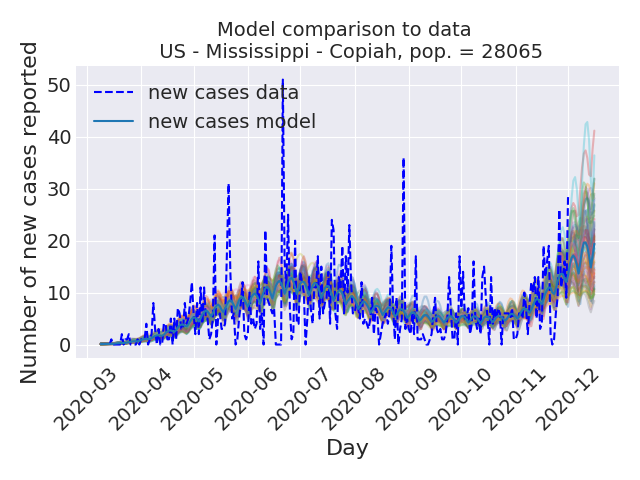 Model comparison to data
US - Mississippi - Copiah, pop. = 28065
Number of new cases reported
50
40
30
20
10
0
new cases data
new cases model
2020-03
2020-04
2020-05
2020-06
2020-07
2020-08
2020-09
2020-10
2020-11
2020-12
Day